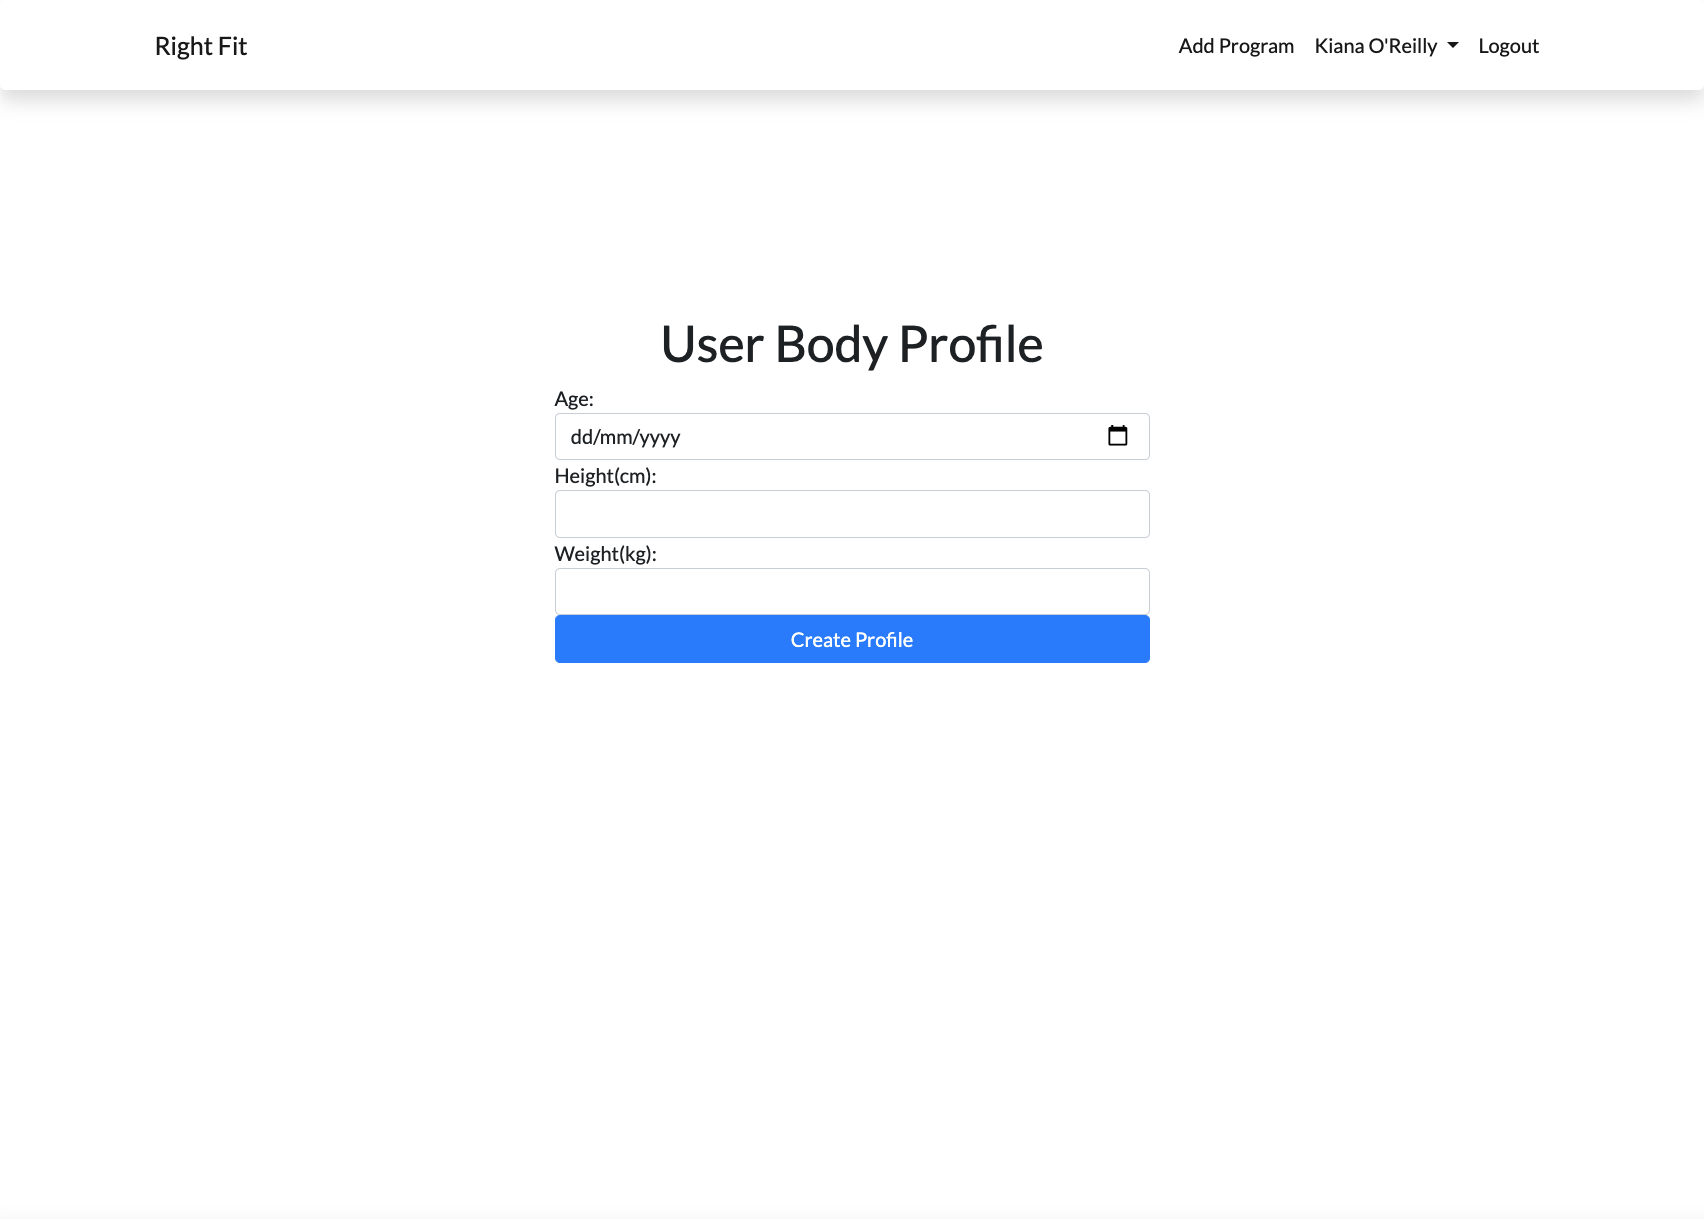 Right Fit
Add Program Kiana O'Reilly Logout
User Body Profile
Age:
dd/mm/yyyy
Height(cm):
Weight(kg):
Create Profile